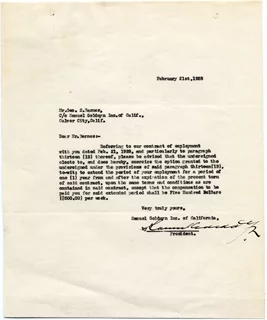 February 21st,1928
Mr.Geo. S.Barnes,
C/o Samuel Goldwyn Inc.of Calif.,
Culver City,Calif.
Dear Mr.Barnes:-
Referring to our contract of employment
with you dated Feb. 21, 1926, and particularly to paragraph
thirteen (13) thereof, please be advised that the undersigned
elects to, and does hereby, exercise the option granted to the
undersigned under the provisions of said paragraph thirteen(13),
to-wit: to extend the period of your employment for a period of
one (1) year from and after the expiration of the present term
of said contract, upon the same terms and conditions as are
contained in said contract, except that the compensation to be
paid you for said extended period shall be Five Hundred Dollars
($500.00) per week.
Very truly yours,
Samuel Goldwyn Inc. of California,
President.